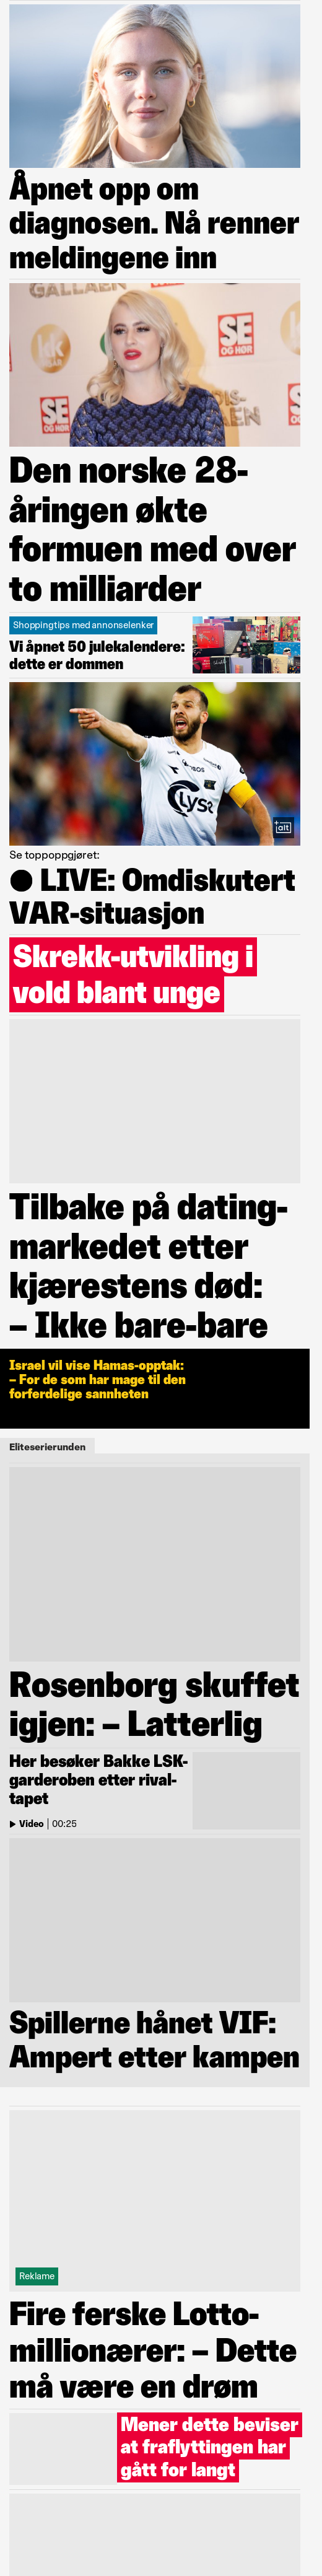 Åpnet opp om
diagnosen. Nå renner
meldingene inn
SE
OG HØR
SE
OG HØR
SE
OG HØR
Den norske 28-
åringen økte
formuen med over
to milliarder
Shoppingtips med annonselenker
Vi åpnet 50 julekalendere:
dette er dommen
Lyse
alt
Se toppoppgjøret:
● LIVE: Omdiskutert
VAR-situasjon
Skrekk-utvikling i
vold blant unge
Tilbake på dating-
markedet etter
kjærestens død:
– Ikke bare-bare
Israel vil vise Hamas-opptak:
– For de som har mage til den
forferdelige sannheten
Eliteserierunden
Rosenborg skuffet
igjen: – Latterlig
Her besøker Bakke LSK-
garderoben etter rival-
tapet
Video | 00:25
Spillerne hånet VIF:
Ampert etter kampen
Reklame
Fire ferske Lotto-
millionærer: – Dette
må være en drøm
Mener dette beviser
at fraflyttingen har
gått for langt